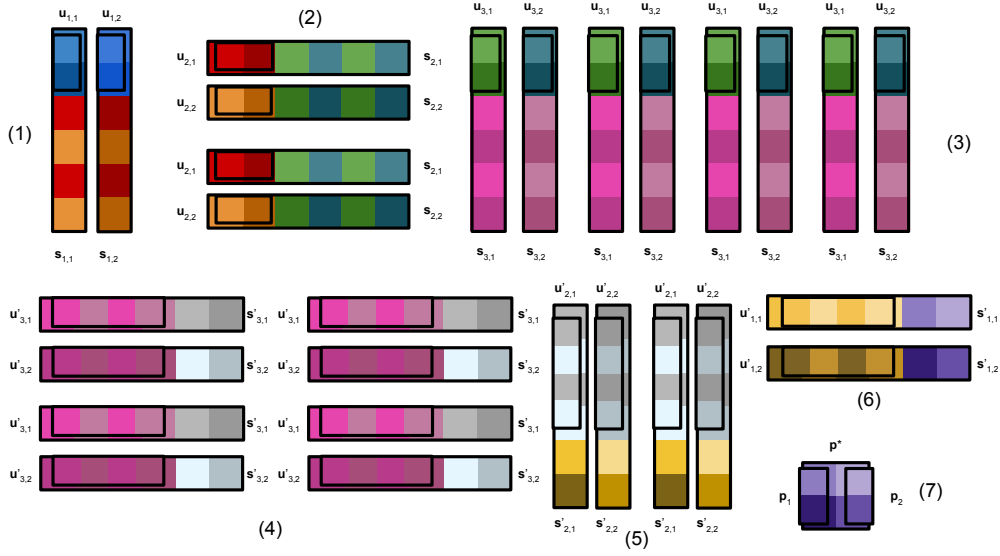 u1,1 u1,2
(1)
s1,1 s1,2
(2)
u2,1 s2,1
u2,2 s2,2
u2,1 s2,1
u2,2 s2,2
u3,1 u3,2 u3,1 u3,2 u3,1 u3,2 u3,1 u3,2
(3)
s3,1 s3,2 s3,1 s3,2 s3,1 s3,2 s3,1 s3,2
u'3,1 s'3,1 u'3,1 s'3,1
u'3,2 s'3,2 u'3,2 s'3,2
u'3,1 s'3,1 u'3,1 s'3,1
u'3,2 s'3,2 u'3,2 s'3,2
(4)
u'2,1 u'2,2 u'2,1 u'2,2
s'2,1 s'2,2 s'2,1 s'2,2
(5)
u'1,1 s'1,1
u'1,2 s'1,2
(6)
p*
p1 p2
(7)